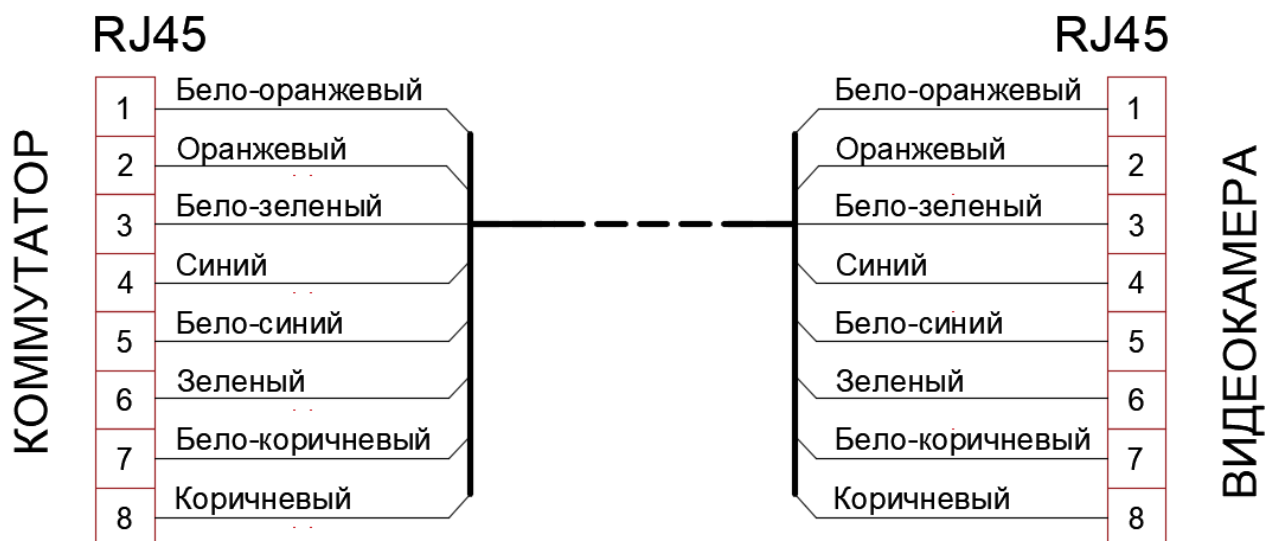 RJ45
RJ45
КОММУТАТОР
1 Бело-оранжевый
2 Оранжевый
3 Бело-зеленый
4 Синий
5 Бело-синий
6 Зеленый
7 Бело-коричневый
8 Коричневый
Бело-оранжевый 1
Оранжевый 2
Бело-зеленый 3
Синий 4
Бело-синий 5
Зеленый 6
Бело-коричневый 7
Коричневый 8
ВИДЕОКАМЕРА